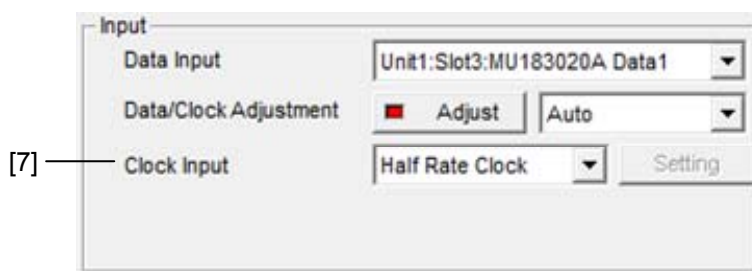 Input
Data Input Unit1:Slot3:MU183020A Data1
Data/Clock Adjustment Adjust Auto
[7] Clock Input Half Rate Clock Setting